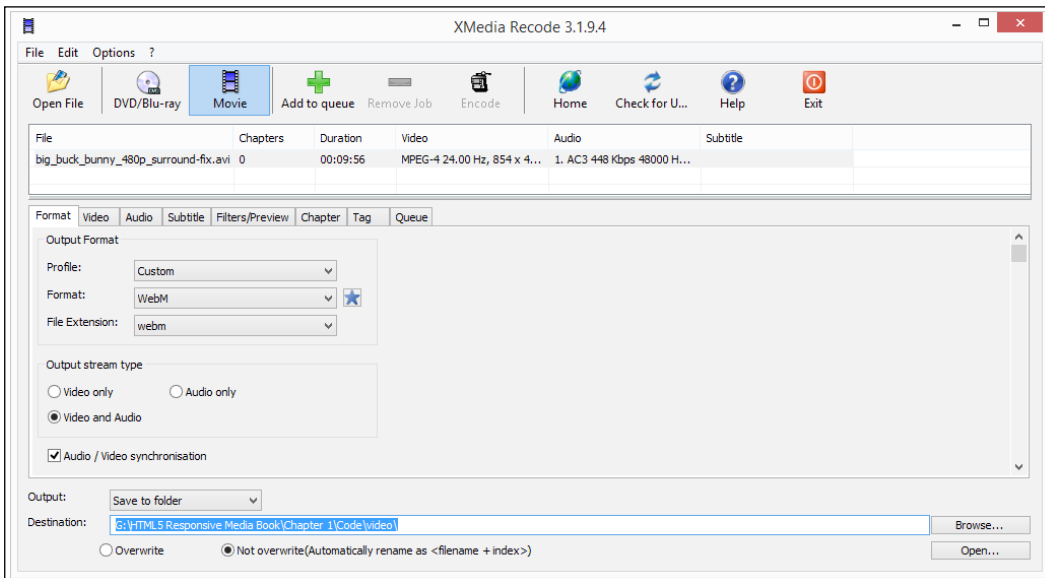 XMedia Recode 3.1.9.4
File Edit Options ?
Open File DVD/Blu-ray Movie Add to queue Remove Job Encode Home Check for U... Help Exit
File Chapters Duration Video Audio Subtitle
big_buck_bunny_480p_surround-fix.avi 0 00:09:56 MPEG-4 24.00 Hz, 854 x 4... 1. AC3 448 Kbps 48000 H...
Format Video Audio Subtitle Filters/Preview Chapter Tag Queue
Output Format
Profile: Custom
Format: WebM
File Extension: webm
Output stream type
Video only Audio only
Video and Audio
Audio / Video synchronisation
Output: Save to folder
Destination: G:\HTML5 Responsive Media Book\Chapter 1\Code\video\ Browse...
Overwrite Not overwrite(Automatically rename as <filename + index>) Open...